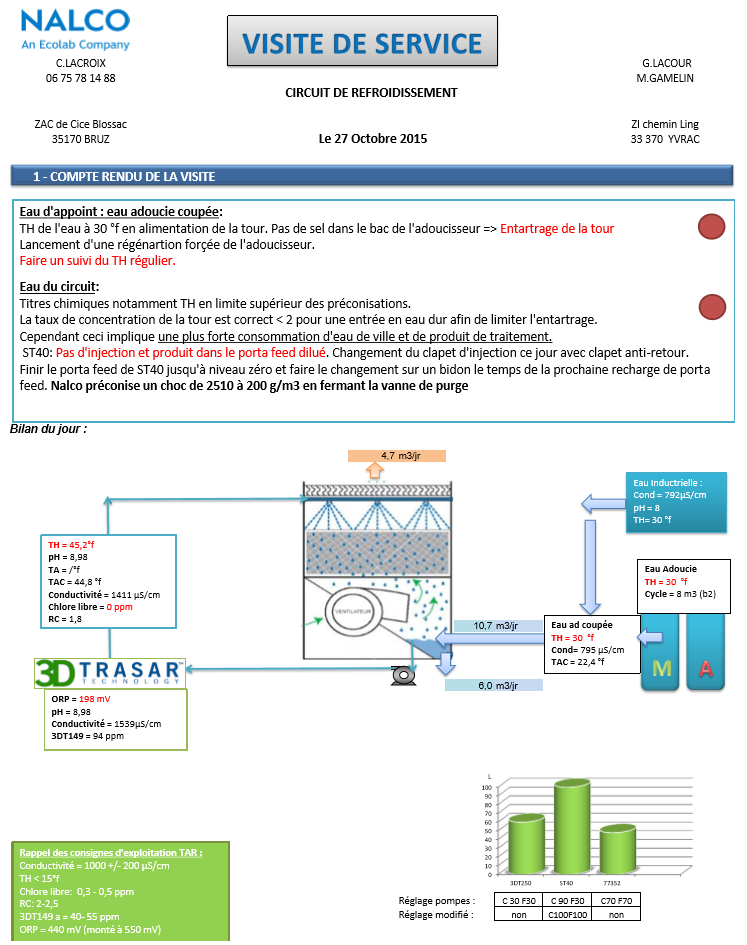 NALCO
An Ecolab Company
VISITE DE SERVICE
C.LACROIX
06 75 78 14 88
G.LACOUR
M.GAMELIN
CIRCUIT DE REFROIDISSEMENT
ZAC de Cice Blossac
35170 BRUZ
Le 27 Octobre 2015
ZI chemin Ling
33 370 YVRAC
1 - COMPTE RENDU DE LA VISITE
Eau d'appoint : eau adoucie coupée:
TH de l'eau à 30 °f en alimentation de la tour. Pas de sel dans le bac de l'adoucisseur => Entartrage de la tour
Lancement d'une régénartion forçée de l'adoucisseur.
Faire un suivi du TH régulier.
Eau du circuit:
Titres chimiques notamment TH en limite supérieur des préconisations.
La taux de concentration de la tour est correct < 2 pour une entrée en eau dur afin de limiter l'entartrage.
Cependant ceci implique une plus forte consommation d'eau de ville et de produit de traitement.
ST40: Pas d'injection et produit dans le porta feed dilué. Changement du clapet d'injection ce jour avec clapet anti-retour.
Finir le porta feed de ST40 jusqu'à niveau zéro et faire le changement sur un bidon le temps de la prochaine recharge de porta
feed. Nalco préconise un choc de 2510 à 200 g/m3 en fermant la vanne de purge
Bilan du jour :
4,7 m3/jr
Eau Industrielle :
Cond = 792µS/cm
pH = 8
TH= 30 °f
TH = 45,2°f
pH = 8,98
TA = /°f
TAC = 44,8 °f
Conductivité = 1411 µS/cm
Chlore libre = 0 ppm
RC = 1,8
VENTILATEUR
Eau Adoucie
TH = 30 °f
Cycle = 8 m3 (b2)
10,7 m3/jr
Eau ad coupée
TH = 30 °f
Cond= 795 µS/cm
TAC = 22,4 °f
M
A
6,0 m3/jr
3D TRASAR™
TECHNOLOGY
ORP = 198 mV
pH = 8,98
Conductivité = 1539µS/cm
3DT149 = 94 ppm
L
100
90
80
70
60
50
40
30
20
10
0
3DT250 ST40 77352
Réglage pompes : C 30 F30 C 90 F30 C70 F70
Réglage modifié : non C100F100 non
Rappel des consignes d'exploitation TAR :
Conductivité = 1000 +/- 200 µS/cm
TH < 15°f
Chlore libre: 0,3 - 0,5 ppm
RC: 2-2,5
3DT149 a = 40- 55 ppm
ORP = 440 mV (monté à 550 mV)